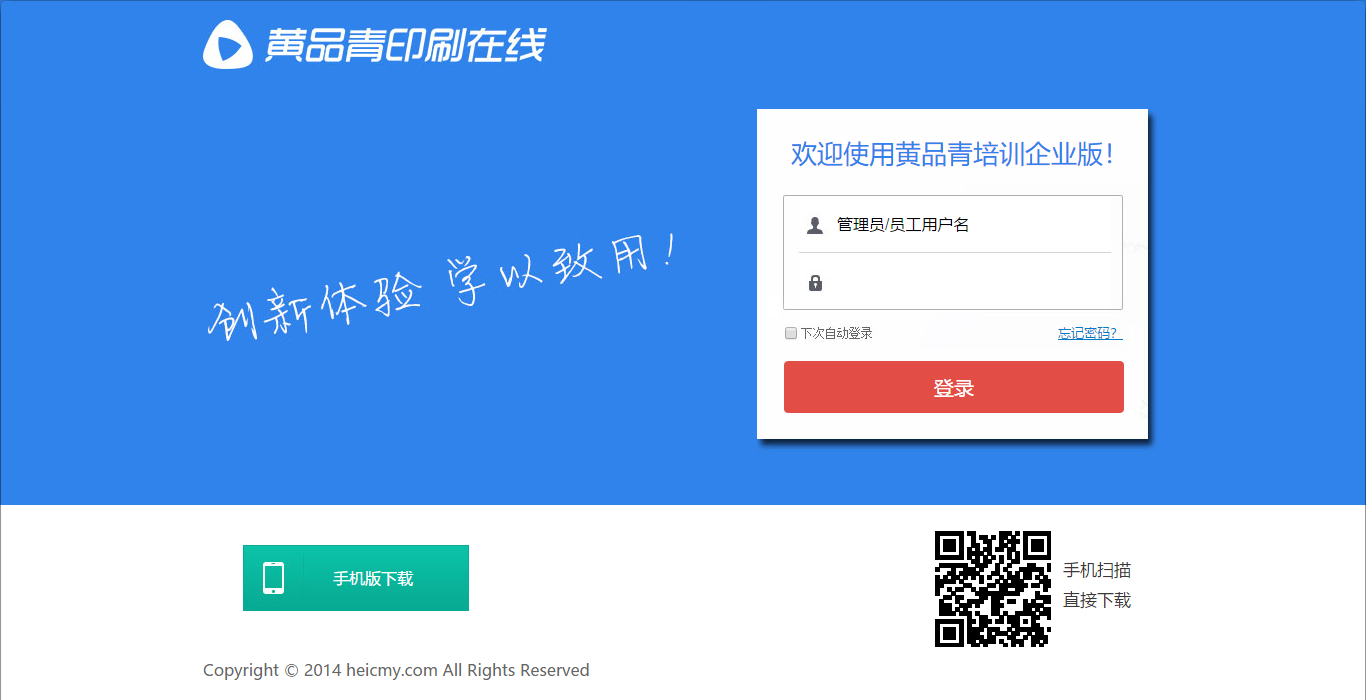 黄品青印刷在线
欢迎使用黄品青培训企业版！
管理员/员工用户名
创新体验 学以致用！
下次自动登录
忘记密码？
登录
手机版下载
手机扫描
直接下载
Copyright © 2014 heicmy.com All Rights Reserved